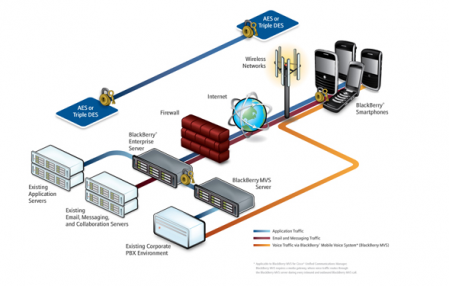 AES or
Triple DES
Wireless
Networks
AES or
Triple DES
Internet
Firewall
BlackBerry®
Smartphones
BlackBerry®
Enterprise
Server
BlackBerry MVS
Server
Existing
Application
Servers
Existing
Email, Messaging,
and Collaboration Servers
Existing Corporate
PBX Environment
Application Traffic
Email and Messaging Traffic
Voice Traffic via BlackBerry® Mobile Voice System* (BlackBerry MVS)